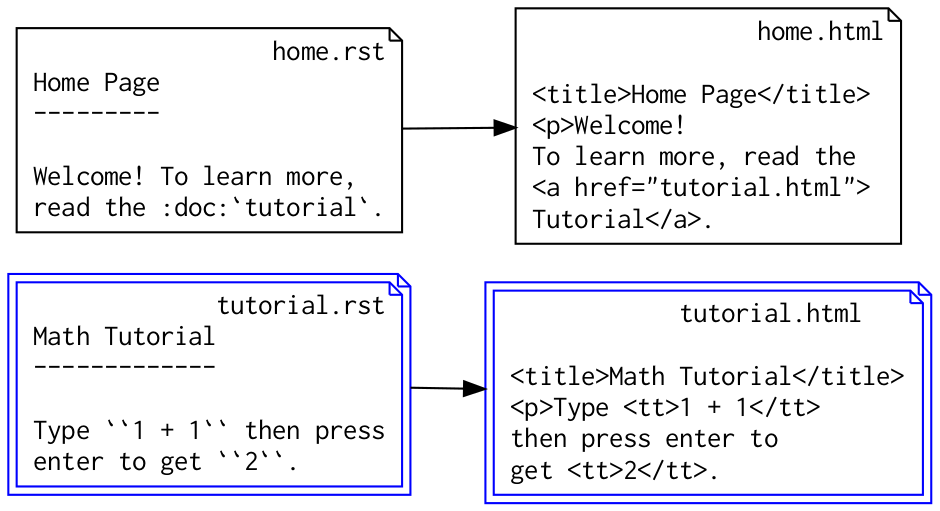 home.rst
Home Page
---------
Welcome! To learn more,
read the :doc:`tutorial`.
home.html
<title>Home Page</title>
<p>Welcome!
To learn more, read the
<a href="tutorial.html">
Tutorial</a>.
tutorial.rst
Math Tutorial
-------------
Type ``1 + 1`` then press
enter to get ``2``.
tutorial.html
<title>Math Tutorial</title>
<p>Type <tt>1 + 1</tt>
then press enter to
get <tt>2</tt>.